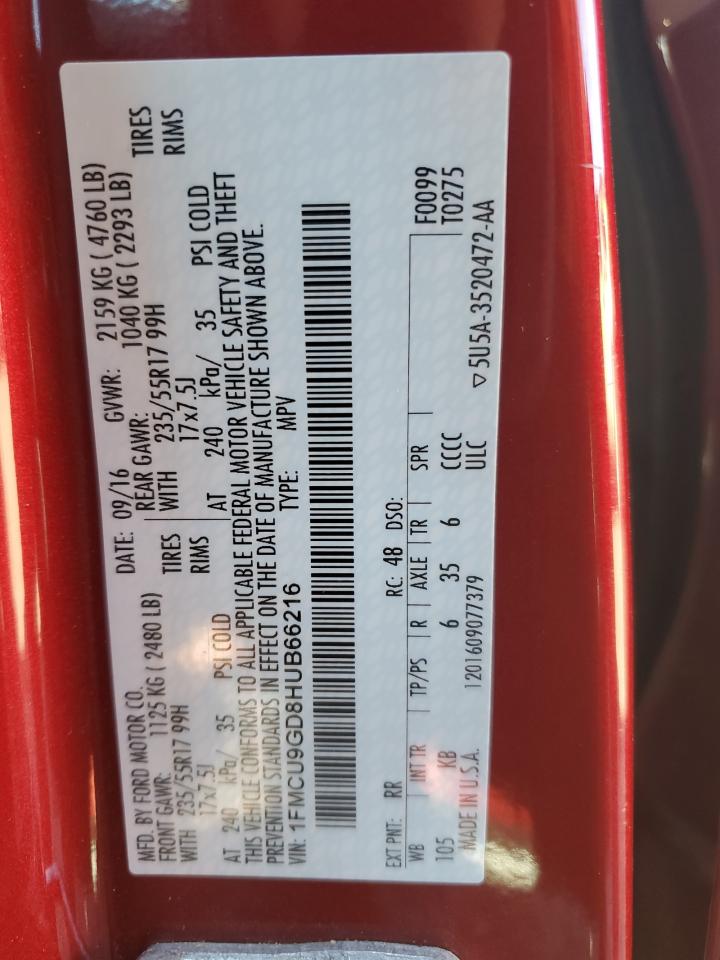 MFD. BY FORD MOTOR CO.
DATE: 09/16 GVWR: 2159 KG ( 4760 LB)
FRONT GAWR: 1125 KG ( 2480 LB) REAR GAWR: 1040 KG ( 2293 LB)
WITH 235/55R17 99H TIRES WITH 235/55R17 99H TIRES
17x7.5J RIMS 17x7.5J RIMS
AT 240 kPa/ 35 PSI COLD AT 240 kPa/ 35 PSI COLD
THIS VEHICLE CONFORMS TO ALL APPLICABLE FEDERAL MOTOR VEHICLE SAFETY AND THEFT
PREVENTION STANDARDS IN EFFECT ON THE DATE OF MANUFACTURE SHOWN ABOVE.
VIN: 1FMCU9GD8HUB66216 TYPE: MPV
EXT PNT: RR RC: 48 DSO: F0099
WB INT TR TP/PS R AXLE TR SPR T0275
105 KB 6 35 6 CCCC
MADE IN U.S.A. 1201609077379 ULC ▽5U5A-3520472-AA